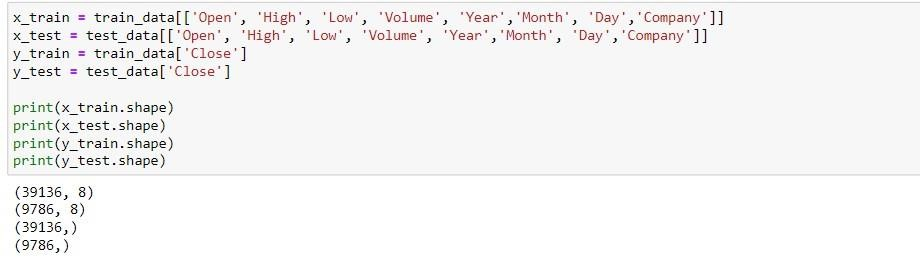 x_train = train_data[['Open', 'High', 'Low', 'Volume', 'Year','Month', 'Day','Company']]
x_test = test_data[['Open', 'High', 'Low', 'Volume', 'Year','Month', 'Day','Company']]
y_train = train_data['Close']
y_test = test_data['Close']

print(x_train.shape)
print(x_test.shape)
print(y_train.shape)
print(y_test.shape)

(39136, 8)
(9786, 8)
(39136,)
(9786,)